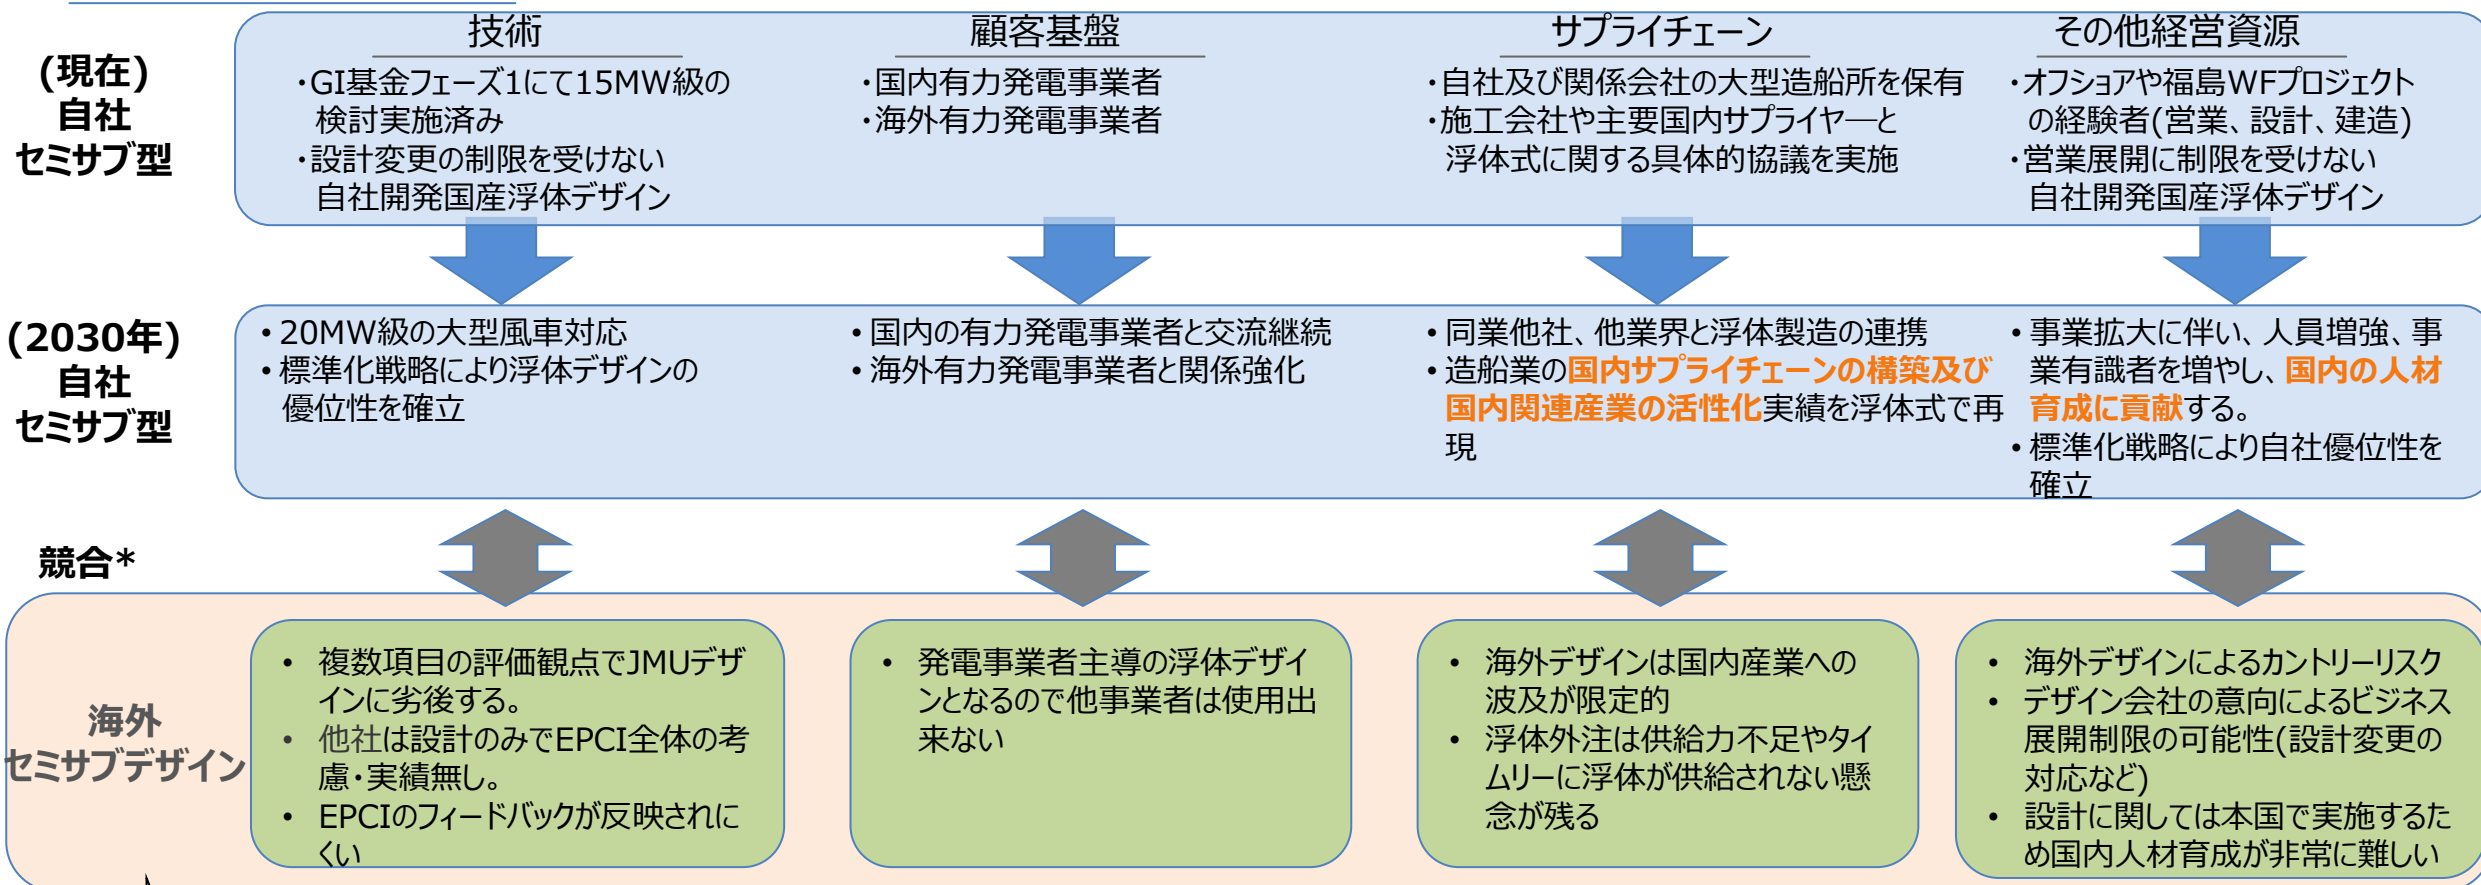 技術
顧客基盤
サプライチェーン
その他経営資源
(現在)
自社
セミサブ型
・GI基金フェーズ1にて15MW級の
検討実施済み
・設計変更の制限を受けない
自社開発国産浮体デザイン
・国内有力発電事業者
・海外有力発電事業者
・自社及び関係会社の大型造船所を保有
・施工会社や主要国内サプライヤ―と
浮体式に関する具体的協議を実施
・オフショアや福島WFプロジェクト
の経験者(営業、設計、建造)
・営業展開に制限を受けない
自社開発国産浮体デザイン
(2030年)
自社
セミサブ型
• 20MW級の大型風車対応
• 標準化戦略により浮体デザインの
優位性を確立
• 国内の有力発電事業者と交流継続
• 海外有力発電事業者と関係強化
• 同業他社、他業界と浮体製造の連携
• 造船業の国内サプライチェーンの構築及び
国内関連産業の活性化実績を浮体式で再
現
• 事業拡大に伴い、人員増強、事
業有識者を増やし、国内の人材
育成に貢献する。
• 標準化戦略により自社優位性を
確立
競合*
海外
セミサブデザイン
• 複数項目の評価観点でJMUデザ
インに劣後する。
• 他社は設計のみでEPCI全体の考
慮・実績無し。
• EPCIのフィードバックが反映されに
くい
• 発電事業者主導の浮体デザイ
ンとなるので他事業者は使用出
来ない
• 海外デザインは国内産業への
波及が限定的
• 浮体外注は供給力不足やタイ
ムリーに浮体が供給されない懸
念が残る
• 海外デザインによるカントリーリスク
• デザイン会社の意向によるビジネス
展開制限の可能性(設計変更の
対応など)
• 設計に関しては本国で実施するた
め国内人材育成が非常に難しい